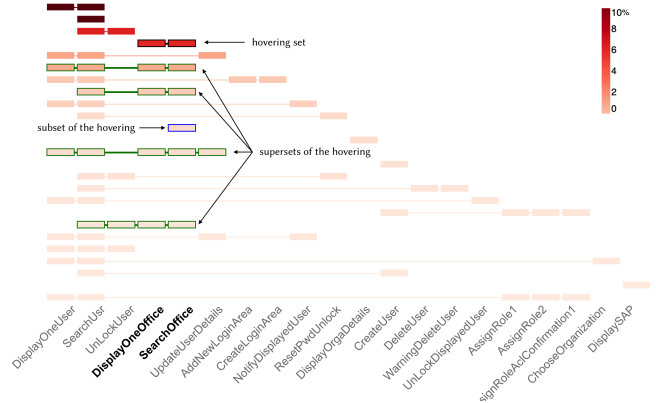 10%
8
6
4
2
0
hovering set
subset of the hovering
supersets of the hovering
DisplayOneUser
SearchUsr
UnLockUser
DisplayOneOffice
SearchOffice
UpdateUserDetails
AddNewLoginArea
CreateLoginArea
NotifyDisplayedUser
ResetPwdUnlock
DisplayOrgaDetails
CreateUser
DeleteUser
WarningDeleteUser
UnLockDisplayedUser
AssignRole1
AssignRole2
signRoleAclConfirmation1
ChooseOrganization
DisplaySAP